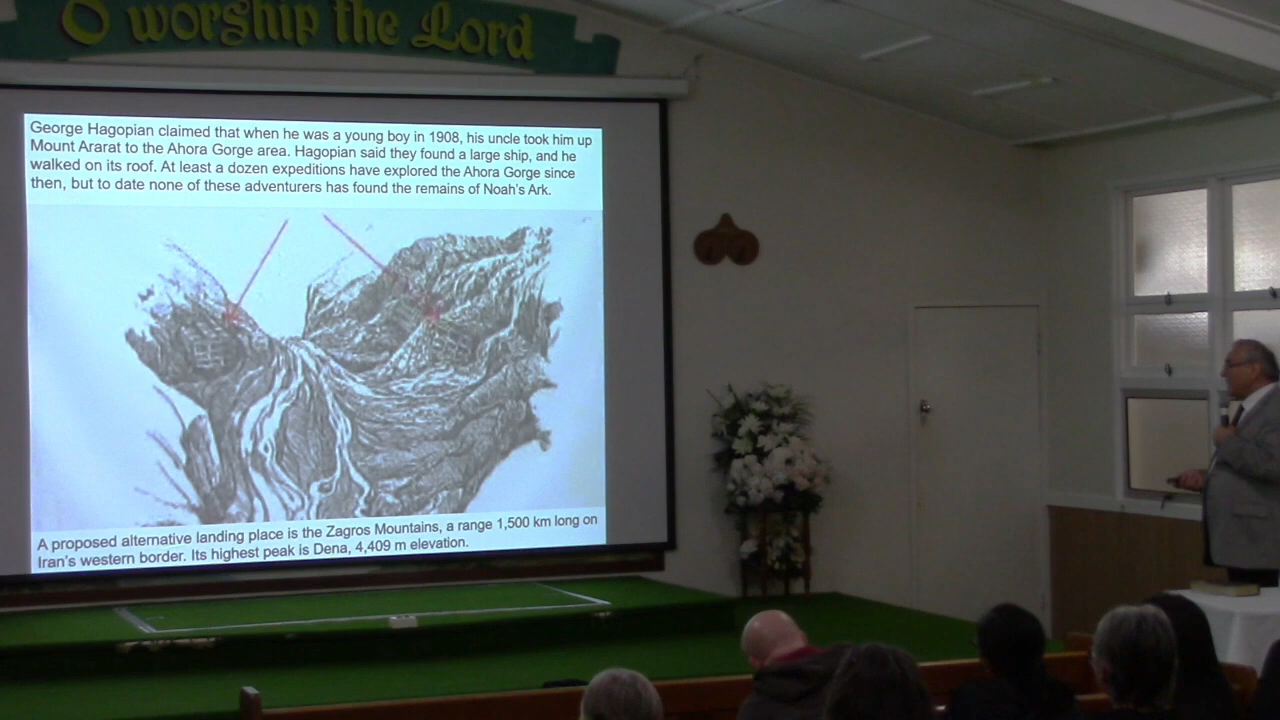 O worship the Lord
George Hagopian claimed that when he was a young boy in 1908, his uncle took him up
Mount Ararat to the Ahora Gorge area. Hagopian said they found a large ship, and he
walked on its roof. At least a dozen expeditions have explored the Ahora Gorge since
then, but to date none of these adventurers has found the remains of Noah's Ark.
A proposed alternative landing place is the Zagros Mountains, a range 1,500 km long on
Iran's western border. Its highest peak is Dena, 4,409 m elevation.